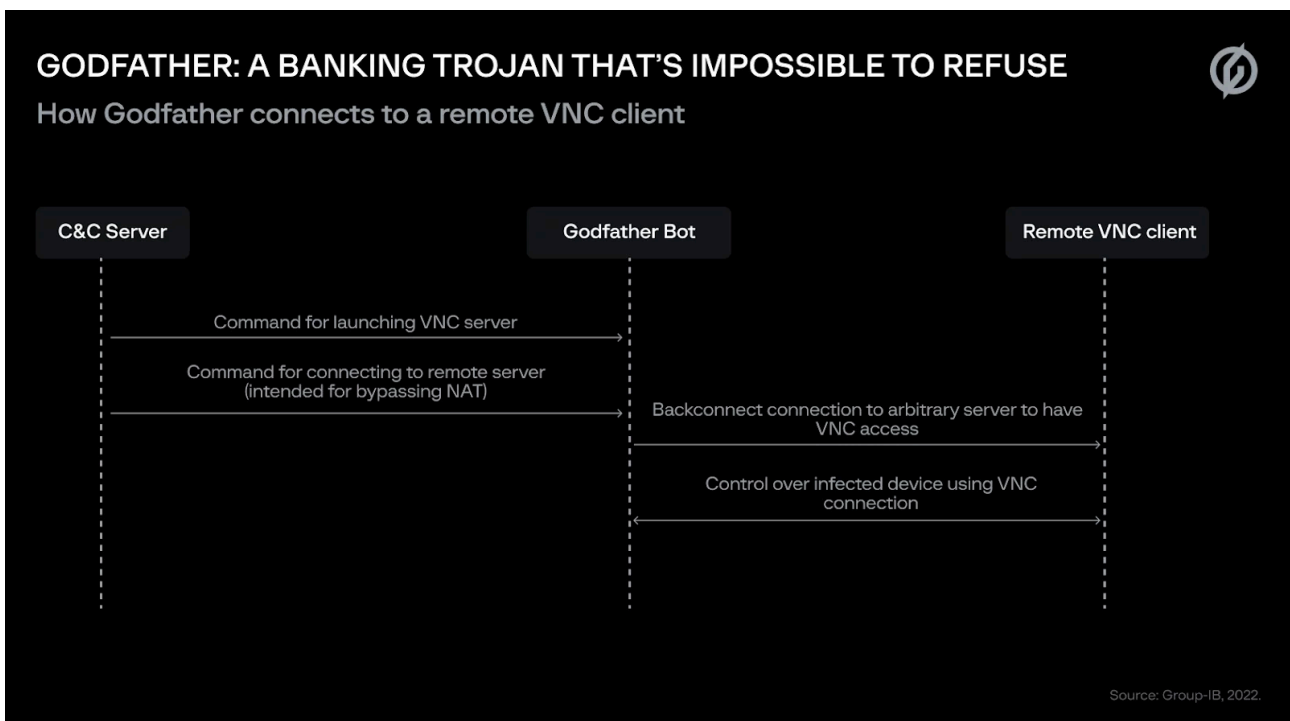 GODFATHER: A BANKING TROJAN THAT'S IMPOSSIBLE TO REFUSE
How Godfather connects to a remote VNC client
C&C Server
Godfather Bot
Remote VNC client
Command for launching VNC server
Command for connecting to remote server
(intended for bypassing NAT)
Backconnect connection to arbitrary server to have
VNC access
Control over infected device using VNC
connection
Source: Group-IB, 2022.